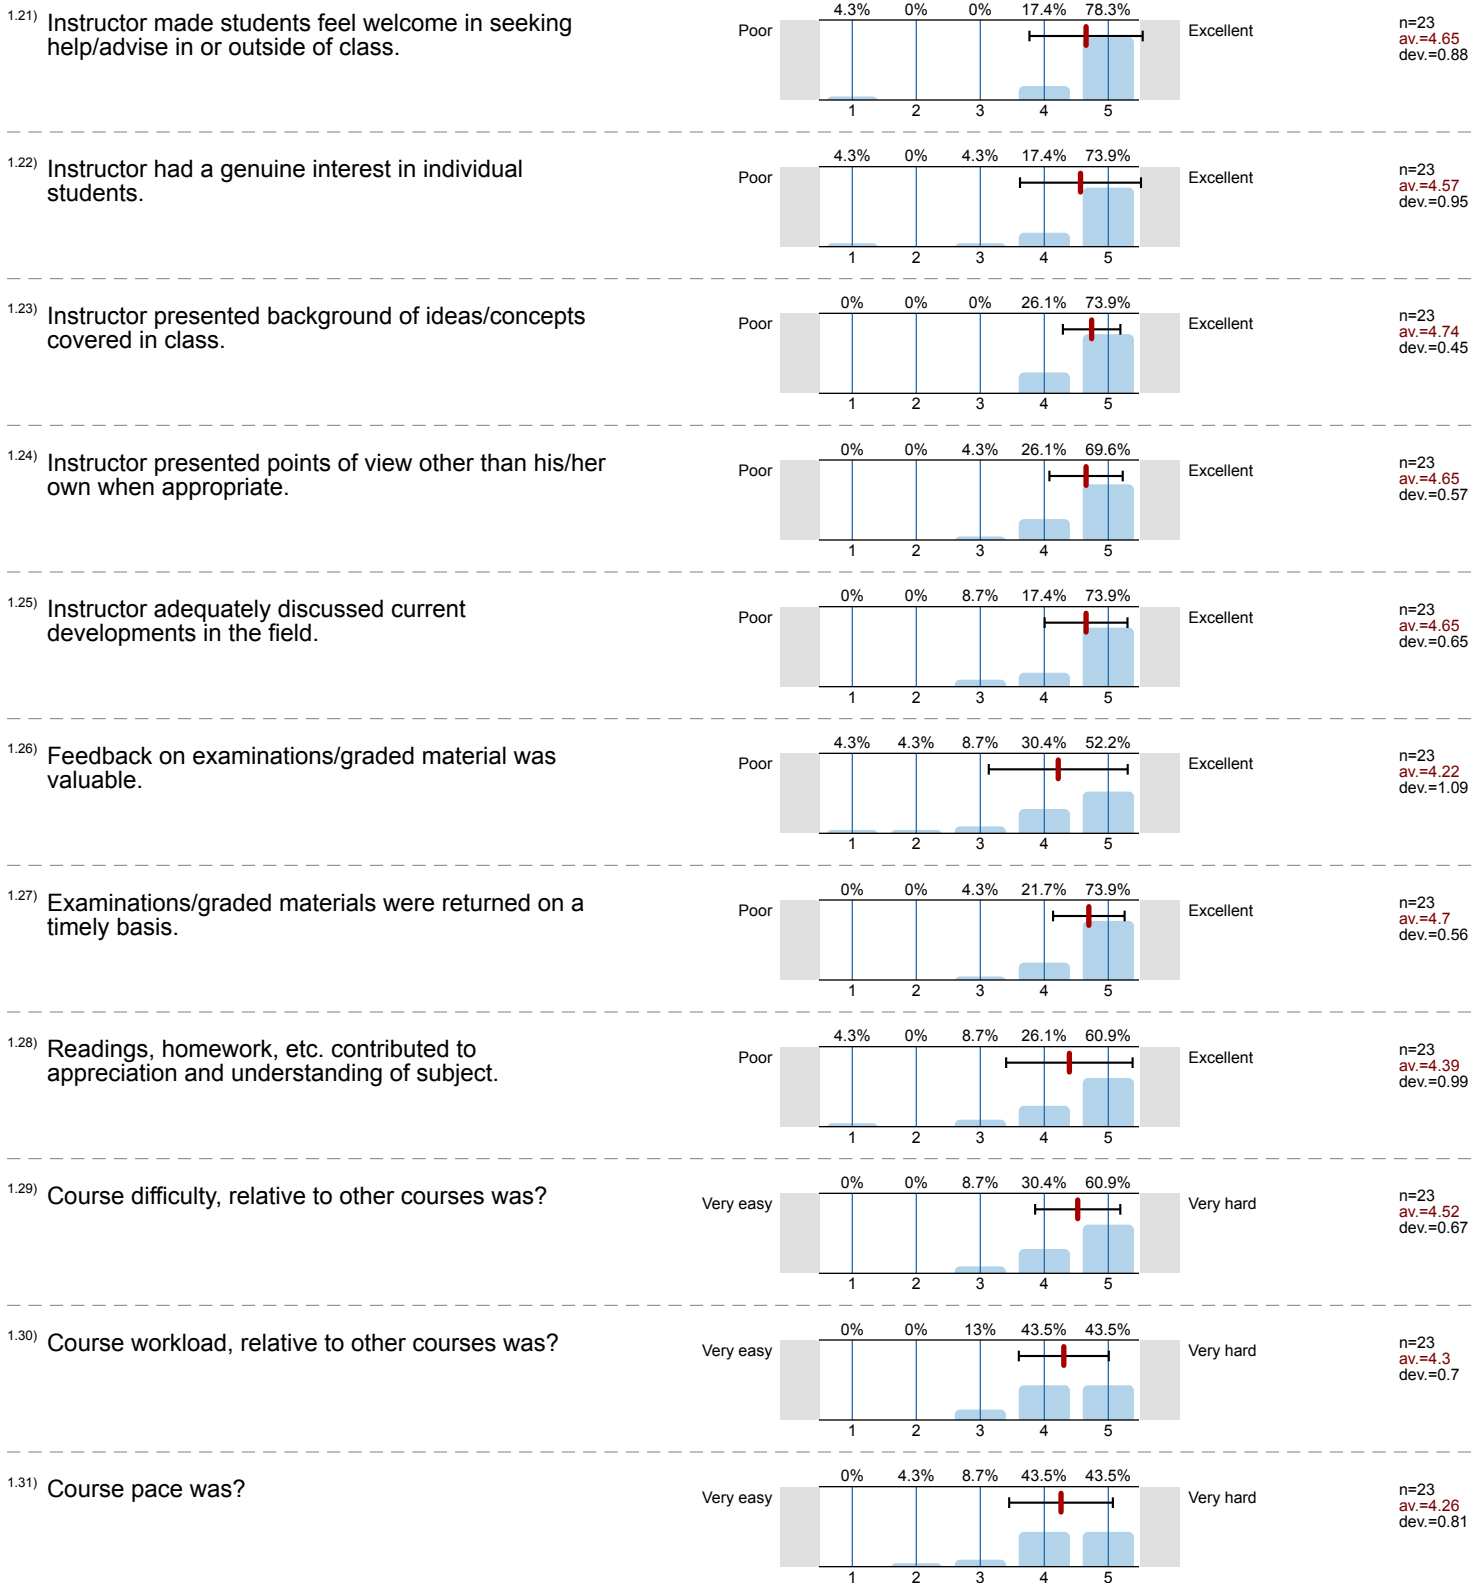 1.21) Instructor made students feel welcome in seeking
help/advise in or outside of class.
4.3% 0% 0% 17.4% 78.3%
Poor
Excellent
1 2 3 4 5
n=23
av.=4.65
dev.=0.88
1.22) Instructor had a genuine interest in individual
students.
4.3% 0% 4.3% 17.4% 73.9%
Poor
Excellent
1 2 3 4 5
n=23
av.=4.57
dev.=0.95
1.23) Instructor presented background of ideas/concepts
covered in class.
0% 0% 0% 26.1% 73.9%
Poor
Excellent
1 2 3 4 5
n=23
av.=4.74
dev.=0.45
1.24) Instructor presented points of view other than his/her
own when appropriate.
0% 0% 4.3% 26.1% 69.6%
Poor
Excellent
1 2 3 4 5
n=23
av.=4.65
dev.=0.57
1.25) Instructor adequately discussed current
developments in the field.
0% 0% 8.7% 17.4% 73.9%
Poor
Excellent
1 2 3 4 5
n=23
av.=4.65
dev.=0.65
1.26) Feedback on examinations/graded material was
valuable.
4.3% 4.3% 8.7% 30.4% 52.2%
Poor
Excellent
1 2 3 4 5
n=23
av.=4.22
dev.=1.09
1.27) Examinations/graded materials were returned on a
timely basis.
0% 0% 4.3% 21.7% 73.9%
Poor
Excellent
1 2 3 4 5
n=23
av.=4.7
dev.=0.56
1.28) Readings, homework, etc. contributed to
appreciation and understanding of subject.
4.3% 0% 8.7% 26.1% 60.9%
Poor
Excellent
1 2 3 4 5
n=23
av.=4.39
dev.=0.99
1.29) Course difficulty, relative to other courses was?
0% 0% 8.7% 30.4% 60.9%
Very easy
Very hard
1 2 3 4 5
n=23
av.=4.52
dev.=0.67
1.30) Course workload, relative to other courses was?
0% 0% 13% 43.5% 43.5%
Very easy
Very hard
1 2 3 4 5
n=23
av.=4.3
dev.=0.7
1.31) Course pace was?
0% 4.3% 8.7% 43.5% 43.5%
Very easy
Very hard
1 2 3 4 5
n=23
av.=4.26
dev.=0.81